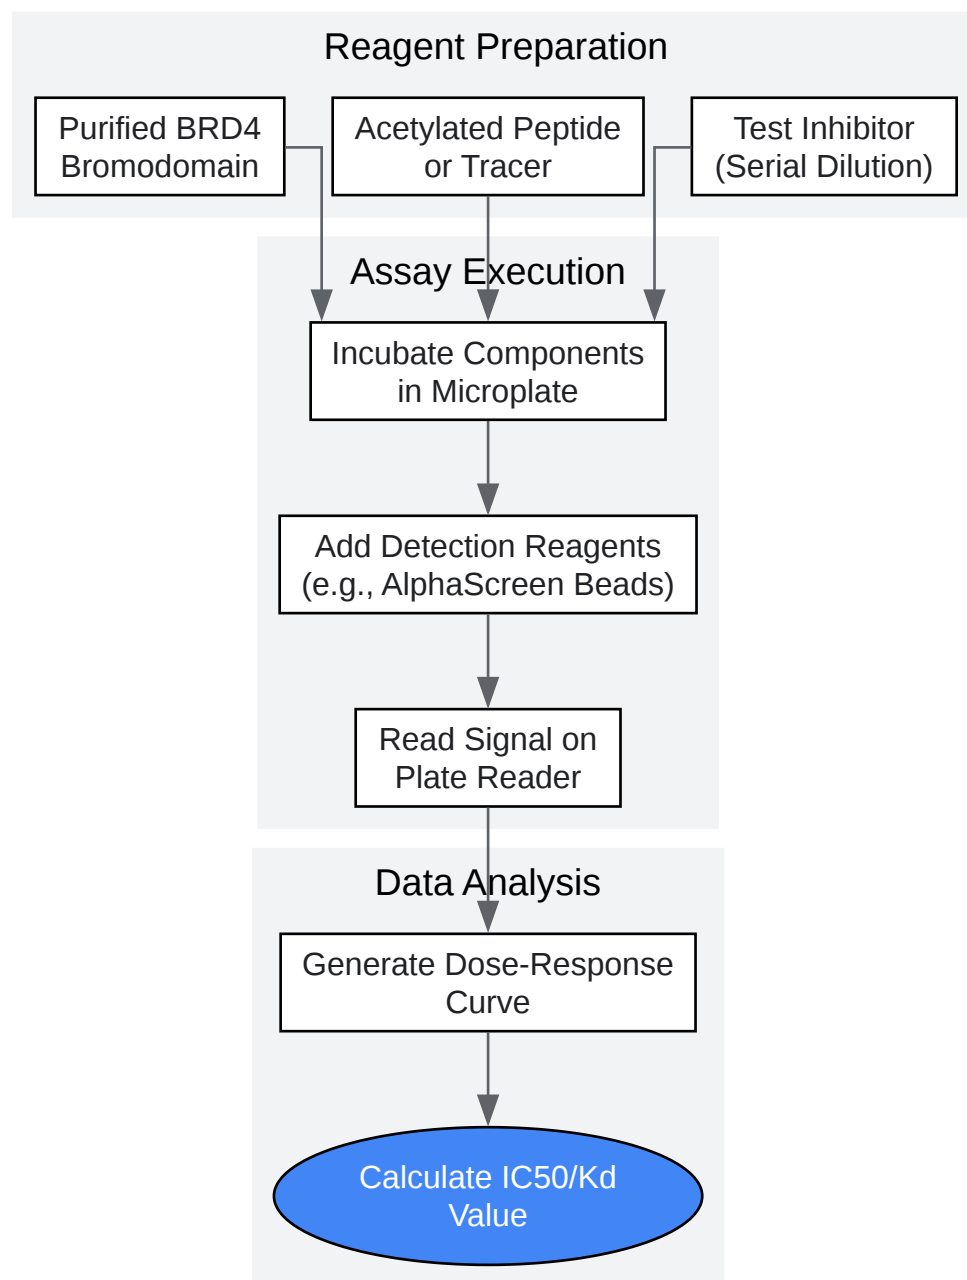 Reagent Preparation
Purified BRD4
Bromodomain
Acetylated Peptide
or Tracer
Test Inhibitor
(Serial Dilution)
Assay Execution
Incubate Components
in Microplate
Add Detection Reagents
(e.g., AlphaScreen Beads)
Read Signal on
Plate Reader
Data Analysis
Generate Dose-Response
Curve
Calculate IC50/Kd
Value